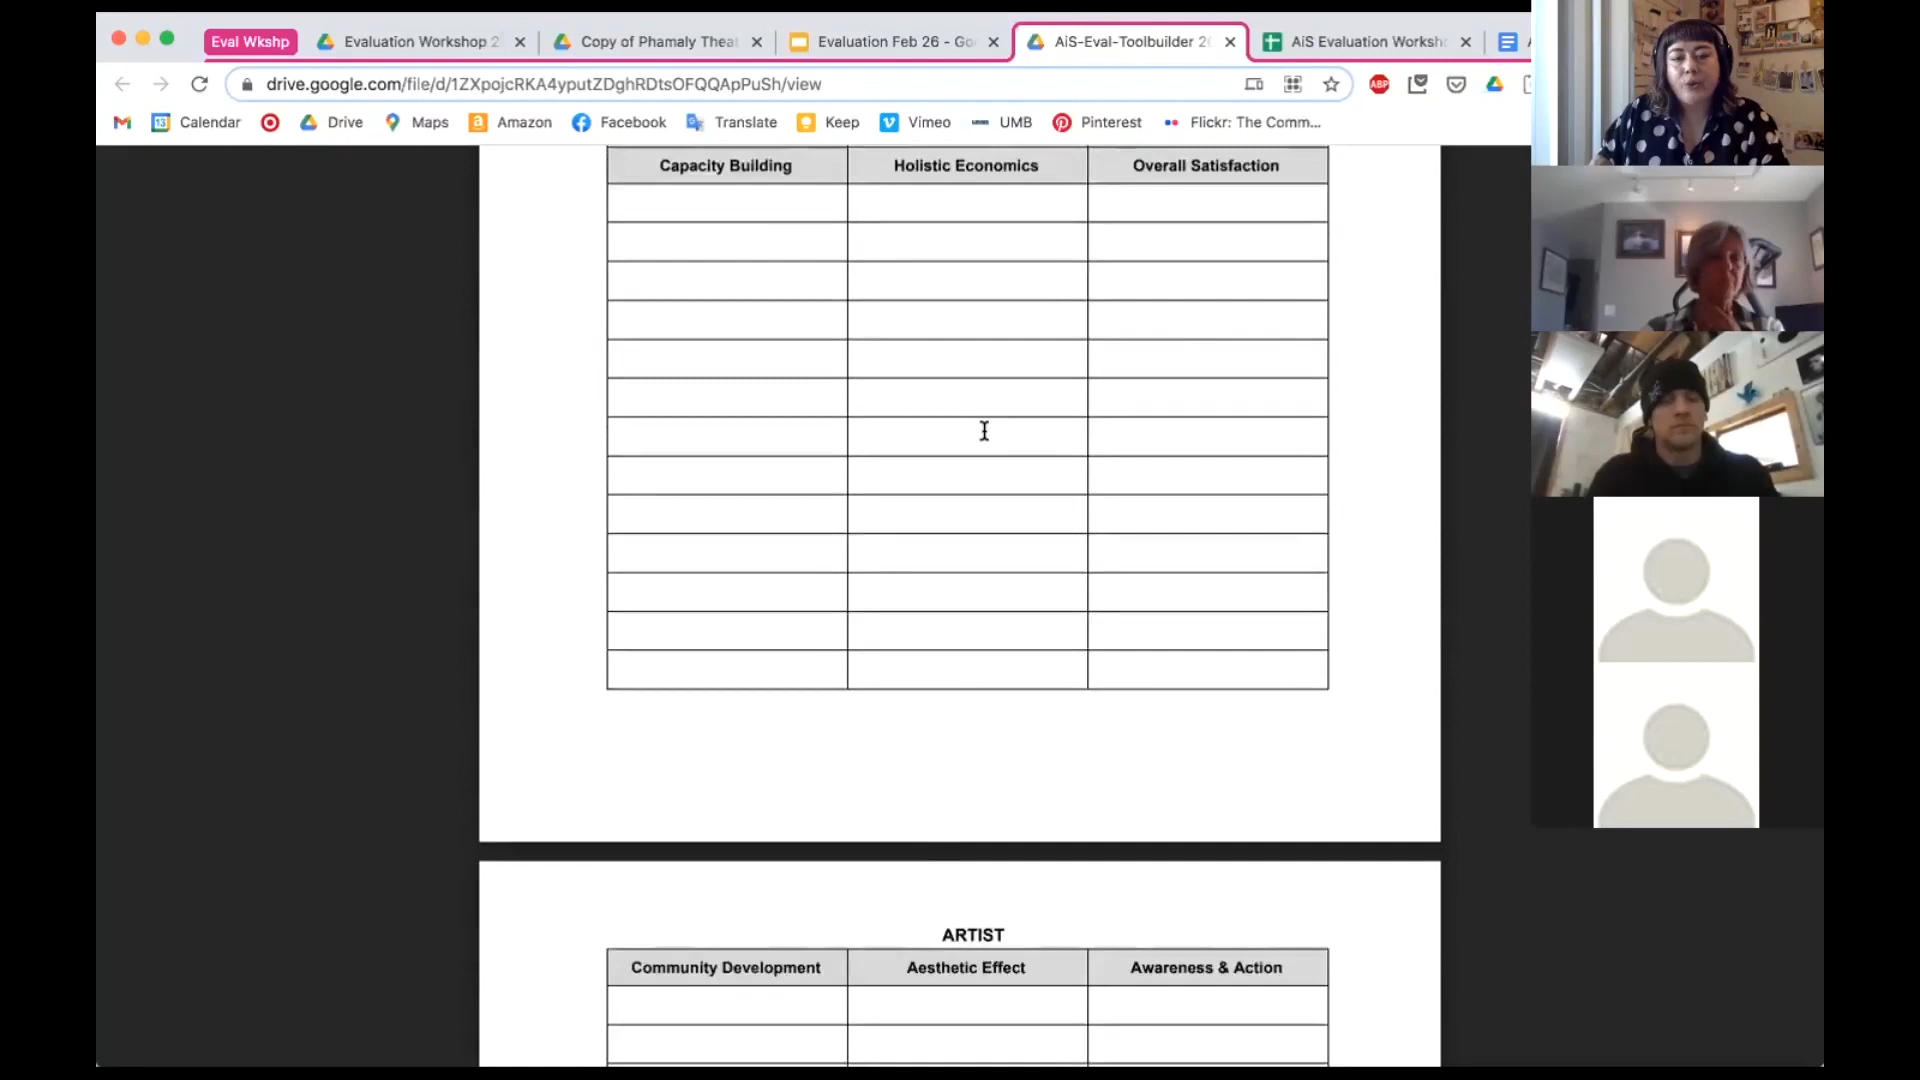 Eval Wkshp
Evaluation Workshop 2
Copy of Phamaly Theat
Evaluation Feb 26 - Go
AiS-Eval-Toolbuilder 2
AiS Evaluation Worksh
drive.google.com/file/d/1ZXpojcRKA4yputZDghRDtsOFQQApPuSh/view
ABP
13 Calendar
Drive
Maps
Amazon
Facebook
Translate
Keep
Vimeo
UMB
Pinterest
Flickr: The Comm...
Capacity Building Holistic Economics Overall Satisfaction
ARTIST
Community Development Aesthetic Effect Awareness & Action